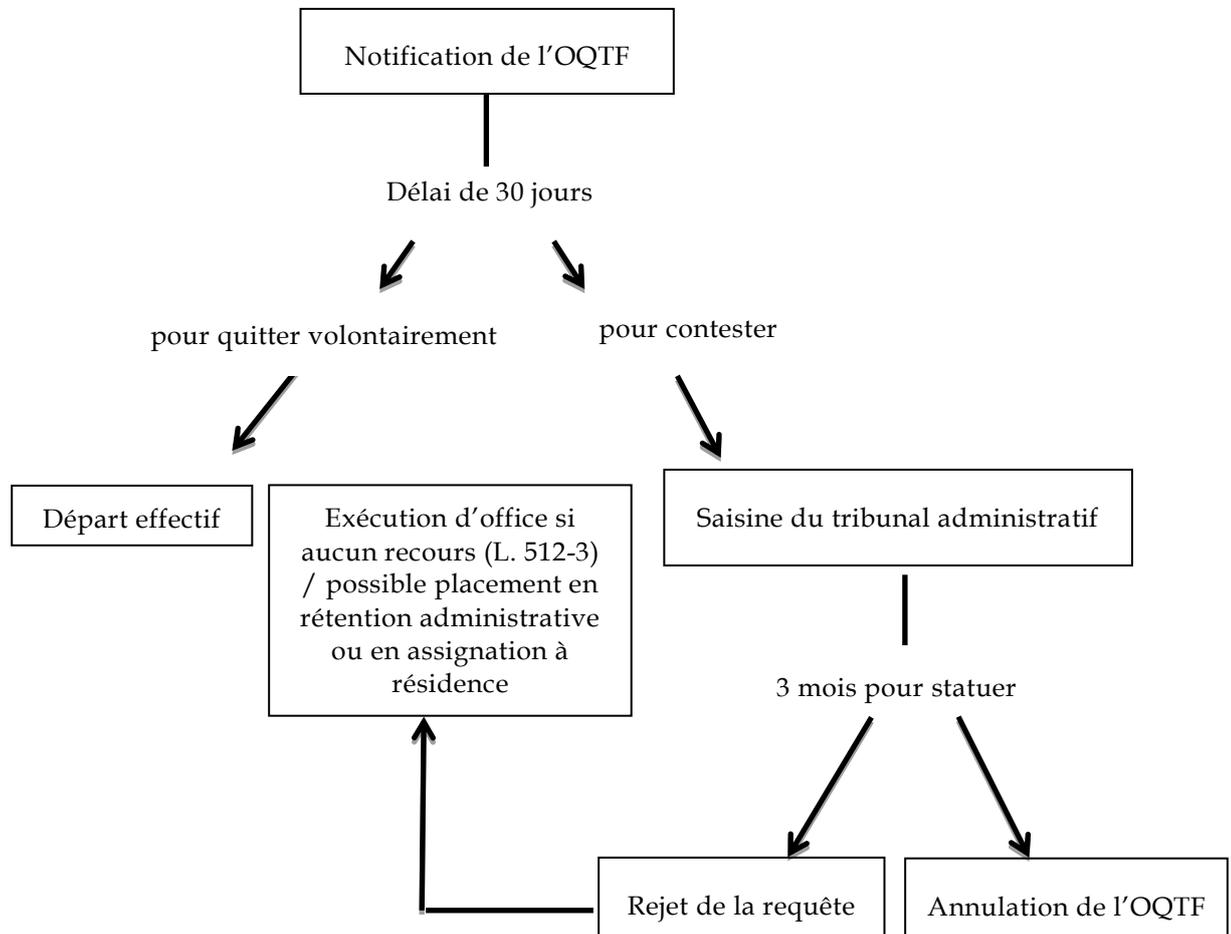 Notification de l’OQTF
Délai de 30 jours
pour quitter volontairement
pour contester
Départ effectif
Exécution d’office si
aucun recours (L. 512-3)
/ possible placement en
rétention administrative
ou en assignation à
résidence
Saisine du tribunal administratif
3 mois pour statuer
Rejet de la requête
Annulation de l’OQTF